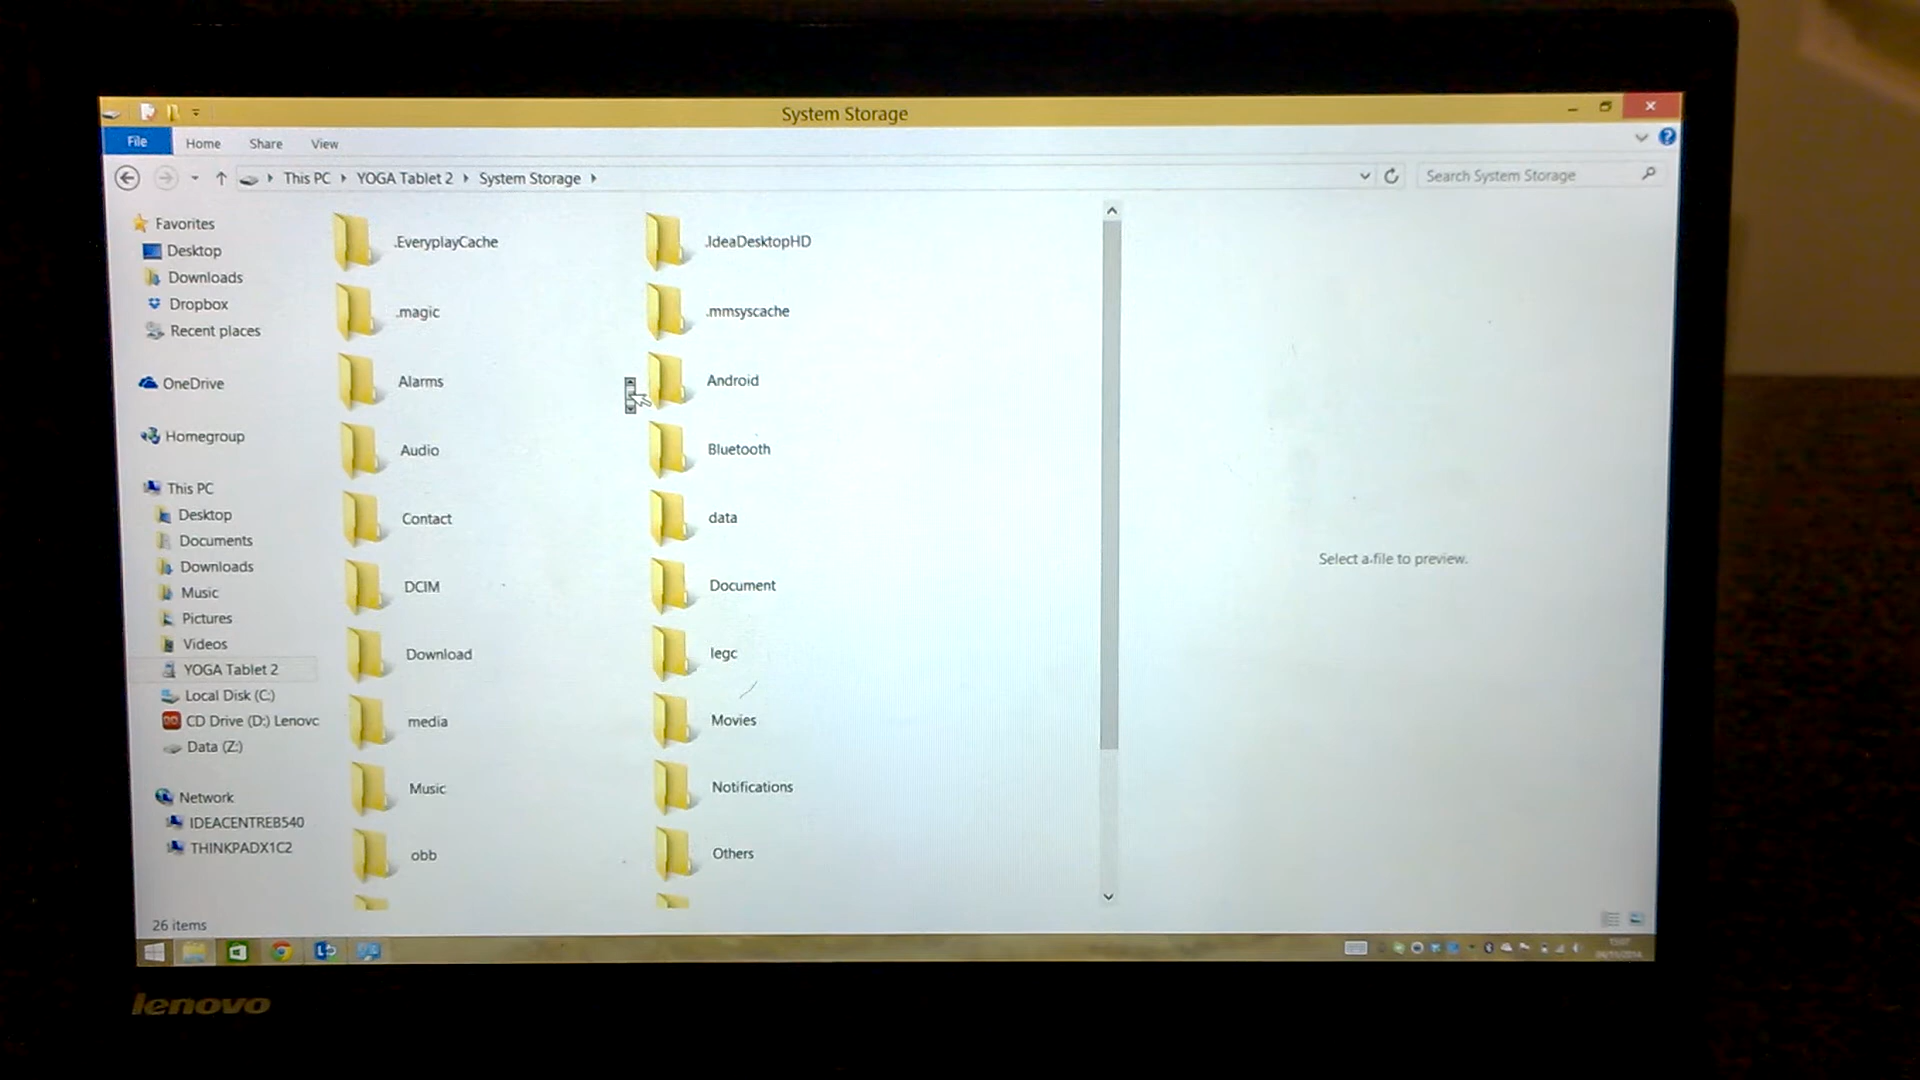 System Storage
File Home Share View
This PC YOGA Tablet 2 System Storage
Search System Storage
Favorites
Desktop
Downloads
Dropbox
Recent places
OneDrive
Homegroup
This PC
Desktop
Documents
Downloads
Music
Pictures
Videos
YOGA Tablet 2
Local Disk (C:)
CD Drive (D:) Lenovc
Data (Z:)
Network
IDEACENTREB540
THINKPADX1C2
.EveryplayCache
.IdeaDesktopHD
.magic
.mmsyscache
Alarms
Android
Audio
Bluetooth
Contact
data
DCIM
Document
Download
legc
media
Movies
Music
Notifications
obb
Others
Select a file to preview.
26 items
lenovo